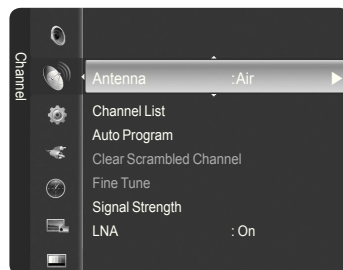 Channel
Antenna :Air
Channel List
Auto Program
Clear Scrambled Channel
Fine Tune
Signal Strength
LNA : On